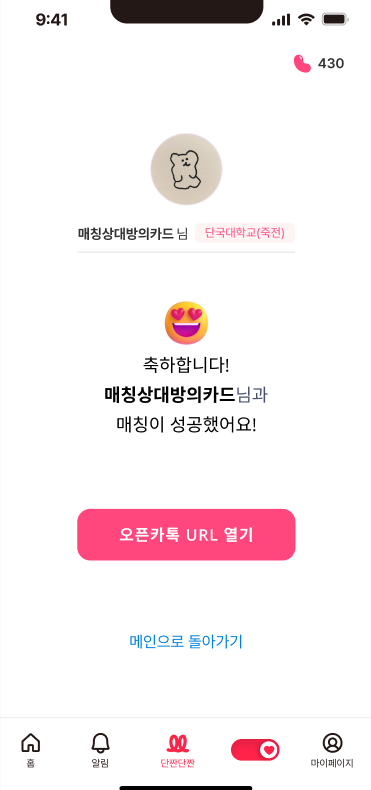 9:41
430
매칭상대방의카드 님 단국대학교(죽전)
축하합니다!
매칭상대방의카드님과
매칭이 성공했어요!
오픈카톡 URL 열기
메인으로 돌아가기
홈 알림 단짠단짠 마이페이지